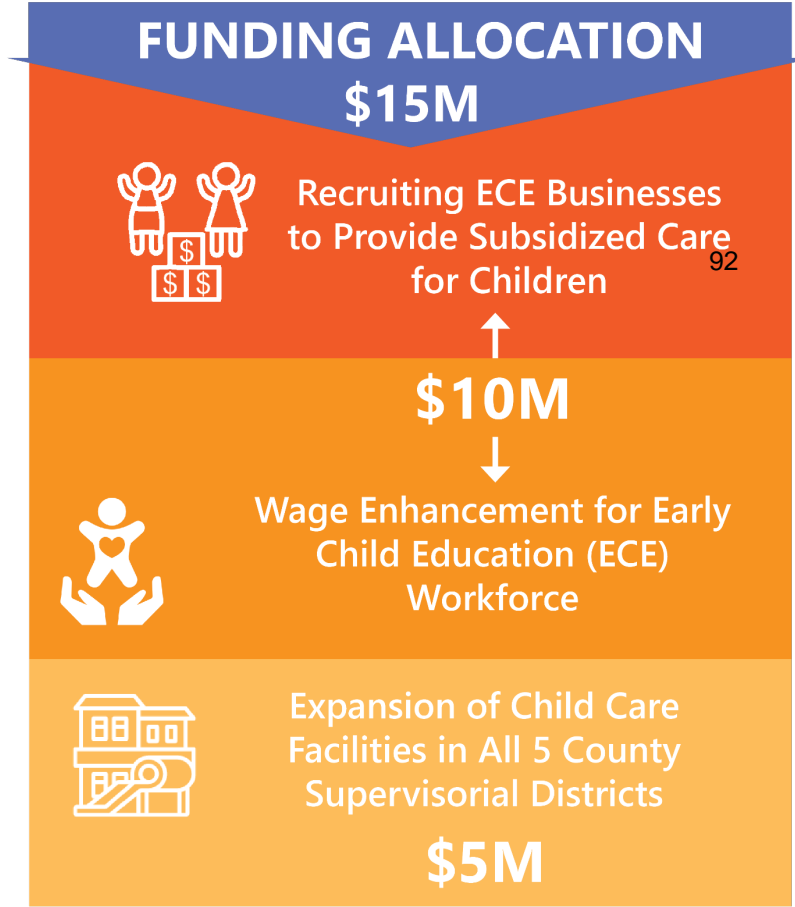 FUNDING ALLOCATION
$15M
Recruiting ECE Businesses
to Provide Subsidized Care
92
for Children
$
$ $
$10M
Wage Enhancement for Early
Child Education (ECE)
Workforce
Expansion of Child Care
Facilities in All 5 County
Supervisorial Districts
$5M